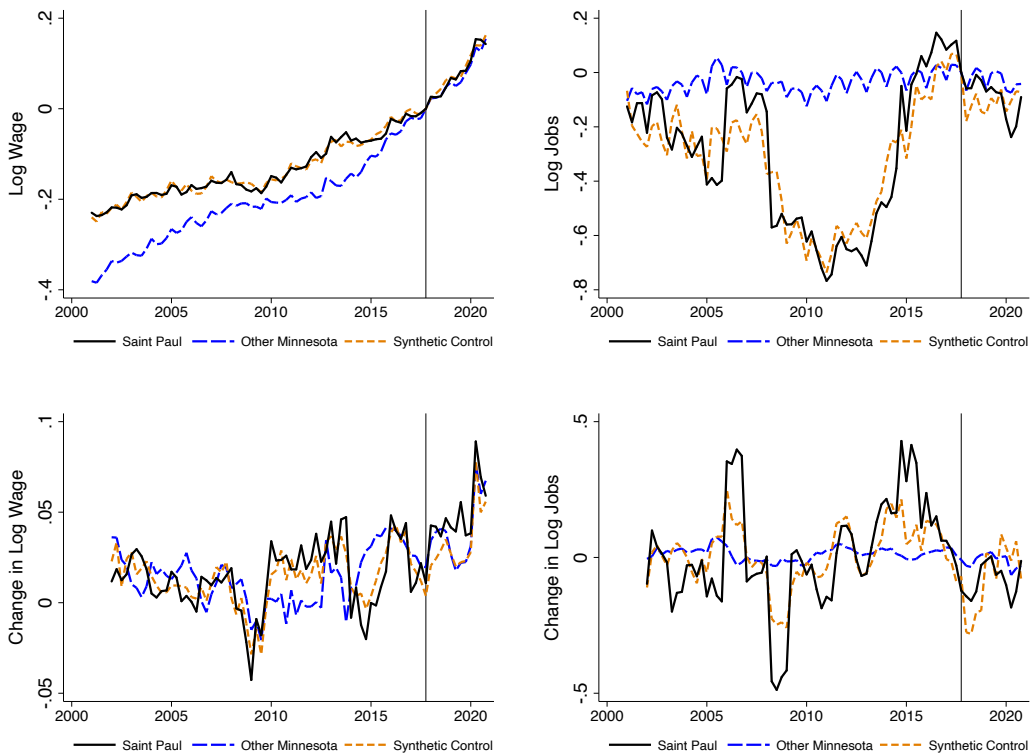 Log Wage
.2
0
-.2
-.4
2000 2005 2010 2015 2020
Saint Paul Other Minnesota Synthetic Control
Log Jobs
.2
0
-.2
-.4
-.6
-.8
2000 2005 2010 2015 2020
Saint Paul Other Minnesota Synthetic Control
Change in Log Wage
.1
.05
0
-.05
2000 2005 2010 2015 2020
Saint Paul Other Minnesota Synthetic Control
Change in Log Jobs
.5
0
-.5
2000 2005 2010 2015 2020
Saint Paul Other Minnesota Synthetic Control